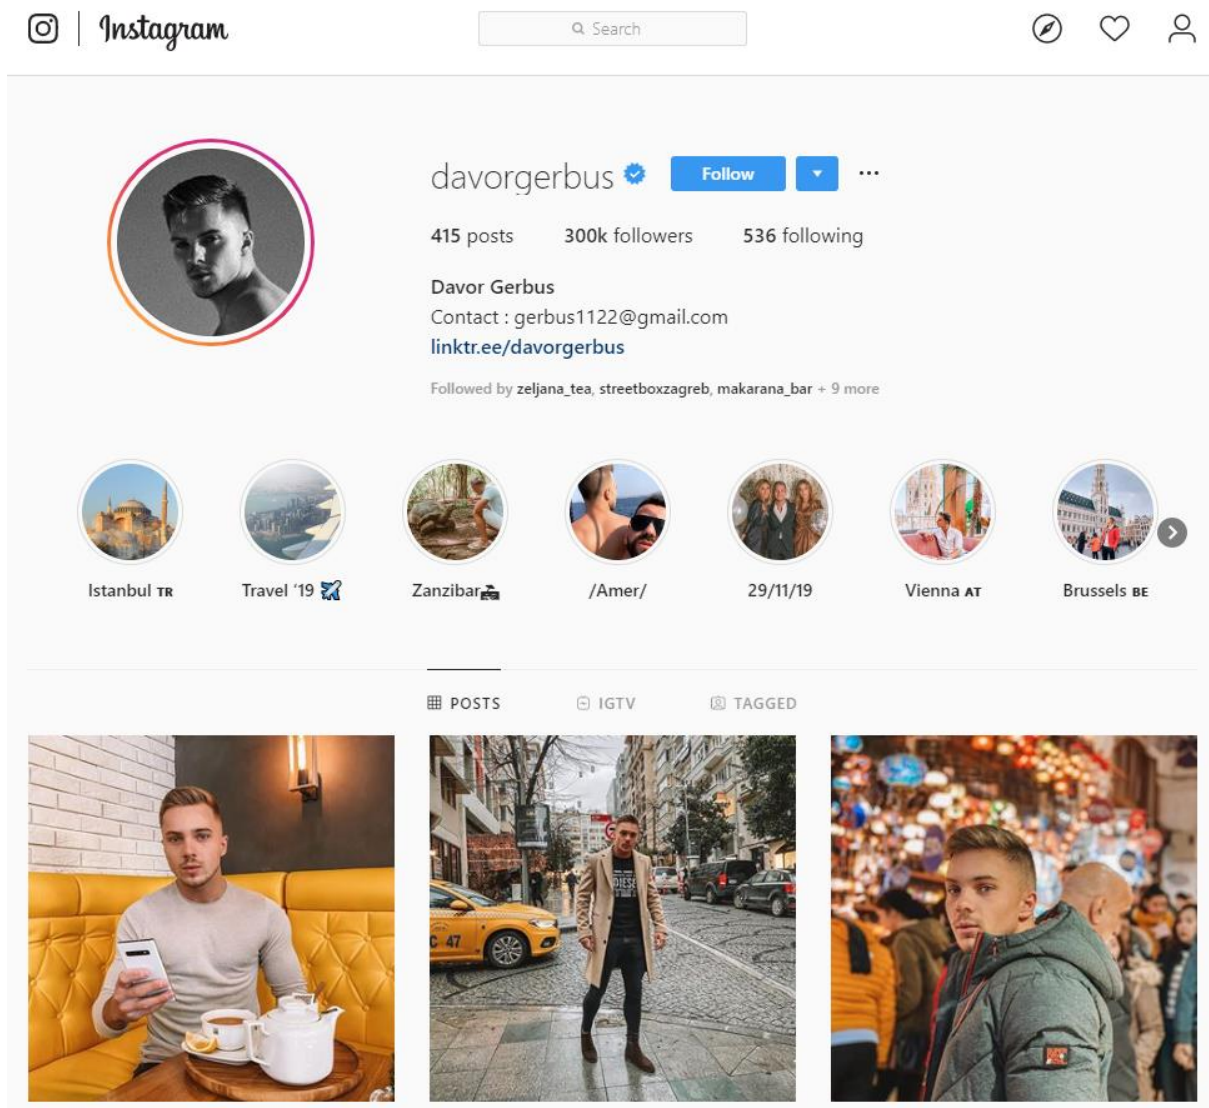 Instagram
Search
davorgerbus Follow ...
415 posts 300k followers 536 following
Davor Gerbus
Contact : gerbus1122@gmail.com
linktr.ee/davorgerbus
Followed by zeljana_tea, streetboxzagreb, makarana_bar + 9 more
Istanbul TR Travel '19 ✈️ Zanzibar🏝 /Amer/ 29/11/19 Vienna AT Brussels BE
POSTS IGTV TAGGED
DIESE
C 47